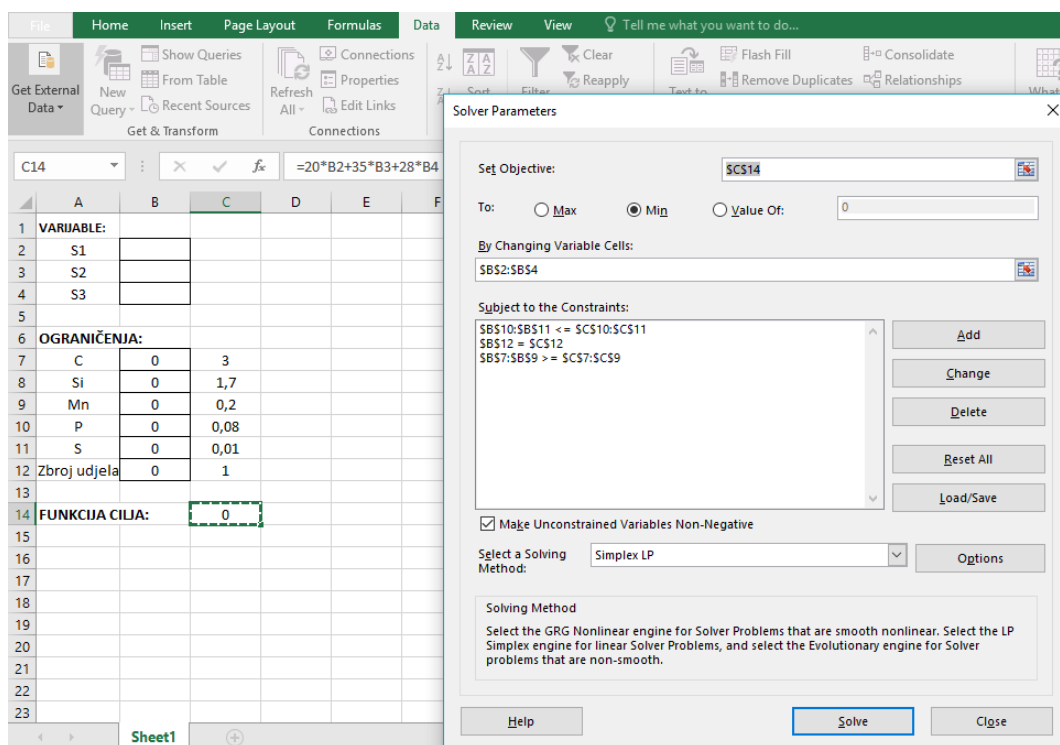 File Home Insert Page Layout Formulas Data Review View Tell me what you want to do...
Get External Data
New Query
Show Queries
From Table
Recent Sources
Get & Transform
Refresh All
Connections
Properties
Edit Links
Connections
Sort
Filter
Clear
Reapply
Text to
Flash Fill
Remove Duplicates
Consolidate
Relationships
What
C14 fx =20*B2+35*B3+28*B4
A B C D E F
1 VARIJABLE:
2 S1
3 S2
4 S3
5
6 OGRANIČENJA:
7 C 0 3
8 Si 0 1,7
9 Mn 0 0,2
10 P 0 0,08
11 S 0 0,01
12 Zbroj udjela 0 1
13
14 FUNKCIJA CILJA: 0
15
16
17
18
19
20
21
22
23
Sheet1
Solver Parameters
Set Objective: $C$14
To: Max Min Value Of: 0
By Changing Variable Cells:
$B$2:$B$4
Subject to the Constraints:
$B$10:$B$11 <= $C$10:$C$11
$B$12 = $C$12
$B$7:$B$9 >= $C$7:$C$9
Add
Change
Delete
Reset All
Load/Save
Make Unconstrained Variables Non-Negative
Select a Solving Method: Simplex LP
Options
Solving Method
Select the GRG Nonlinear engine for Solver Problems that are smooth nonlinear. Select the LP
Simplex engine for linear Solver Problems, and select the Evolutionary engine for Solver
problems that are non-smooth.
Help
Solve
Close